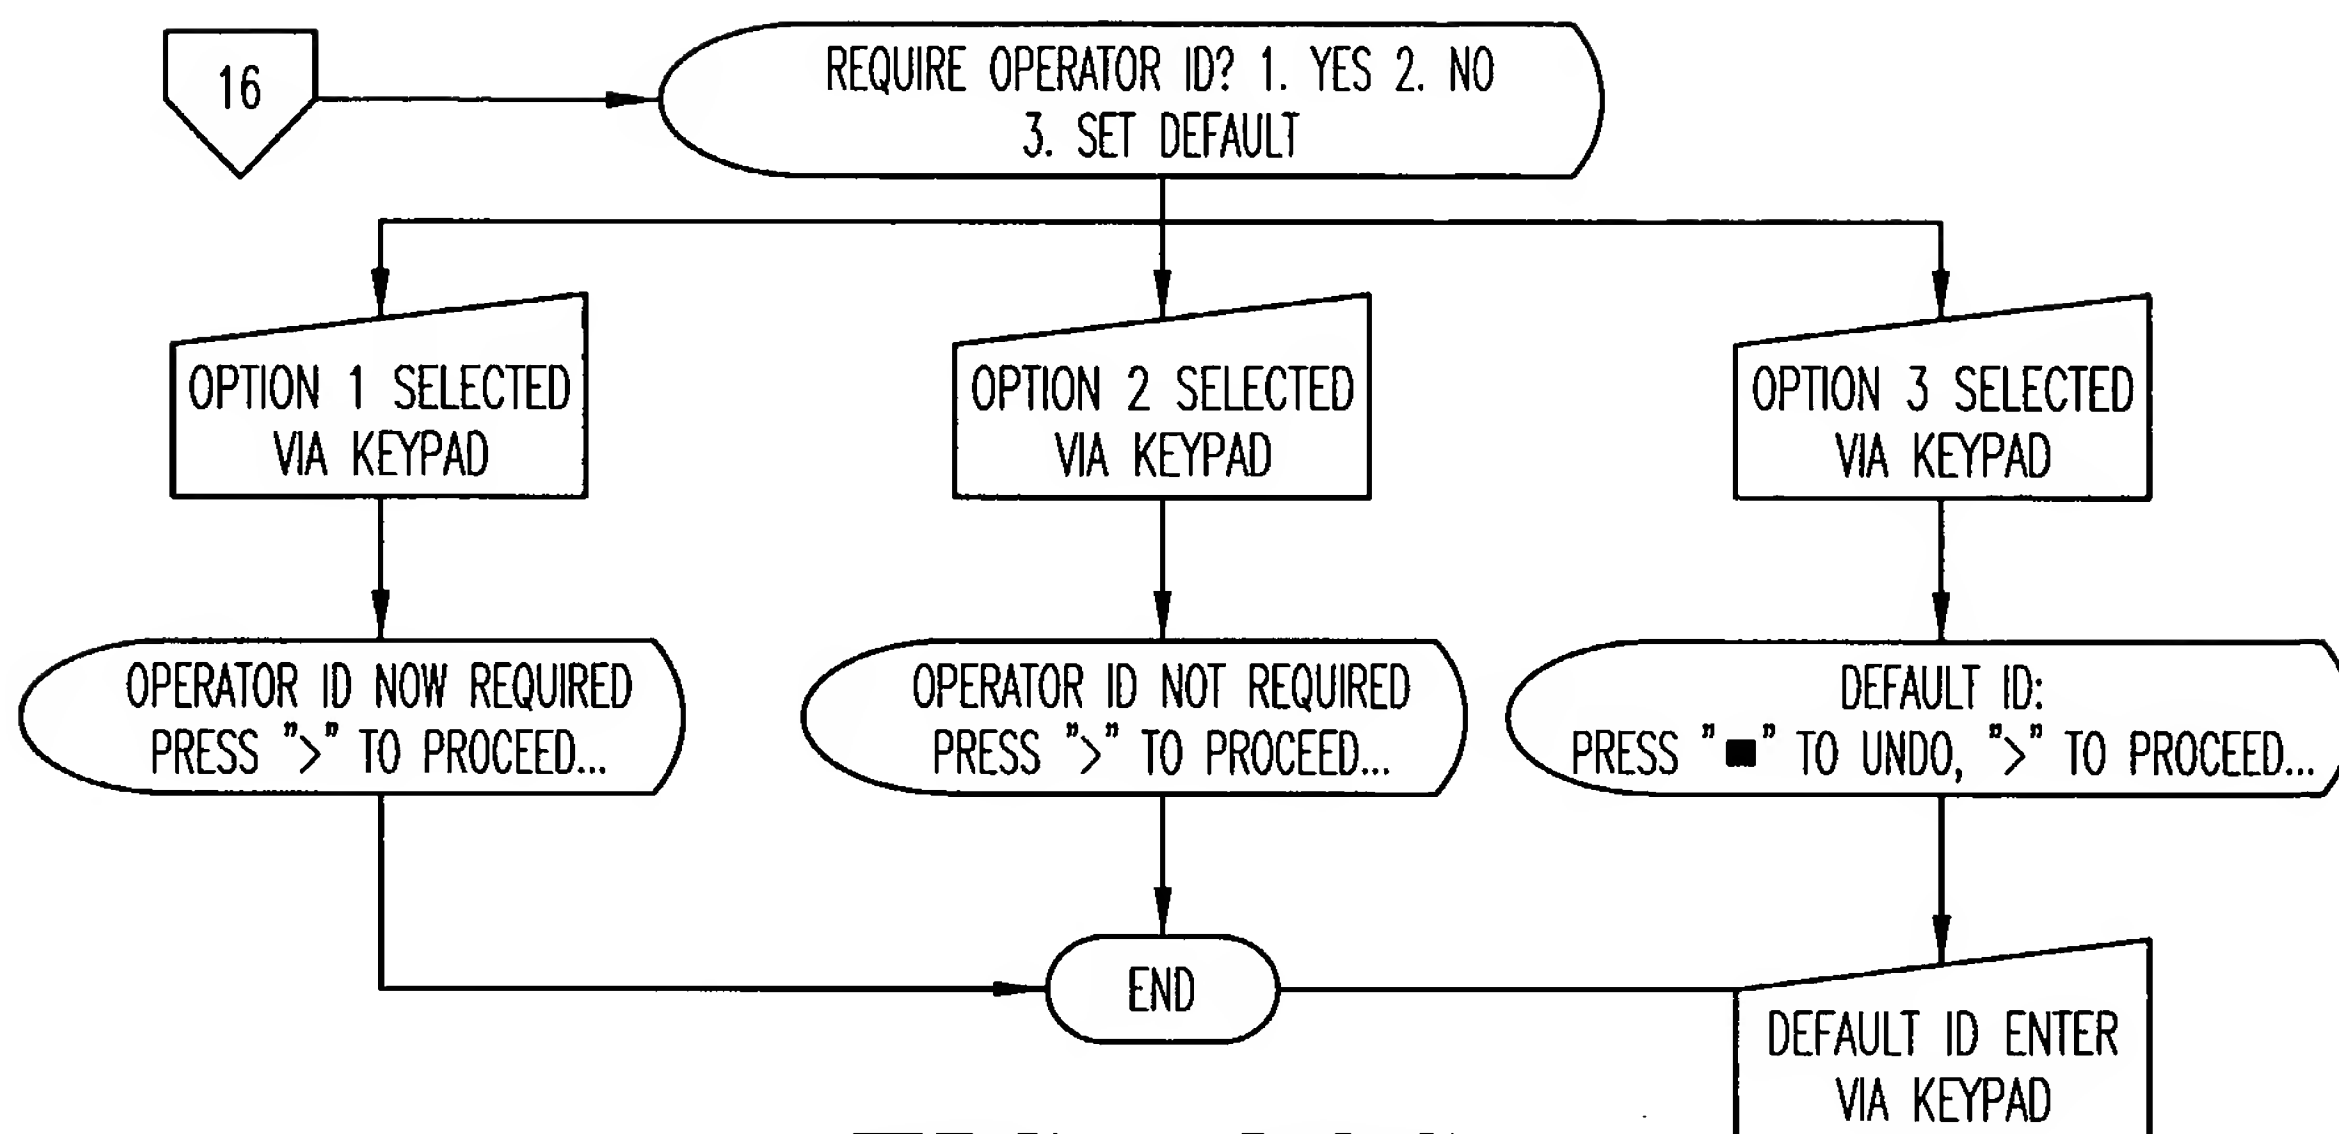 16
REQUIRE OPERATOR ID? 1. YES 2. NO
3. SET DEFAULT
OPTION 1 SELECTED
VIA KEYPAD
OPTION 2 SELECTED
VIA KEYPAD
OPTION 3 SELECTED
VIA KEYPAD
OPERATOR ID NOW REQUIRED
PRESS ">" TO PROCEED...
OPERATOR ID NOT REQUIRED
PRESS ">" TO PROCEED...
DEFAULT ID:
PRESS "■" TO UNDO, ">" TO PROCEED...
END
DEFAULT ID ENTER
VIA KEYPAD